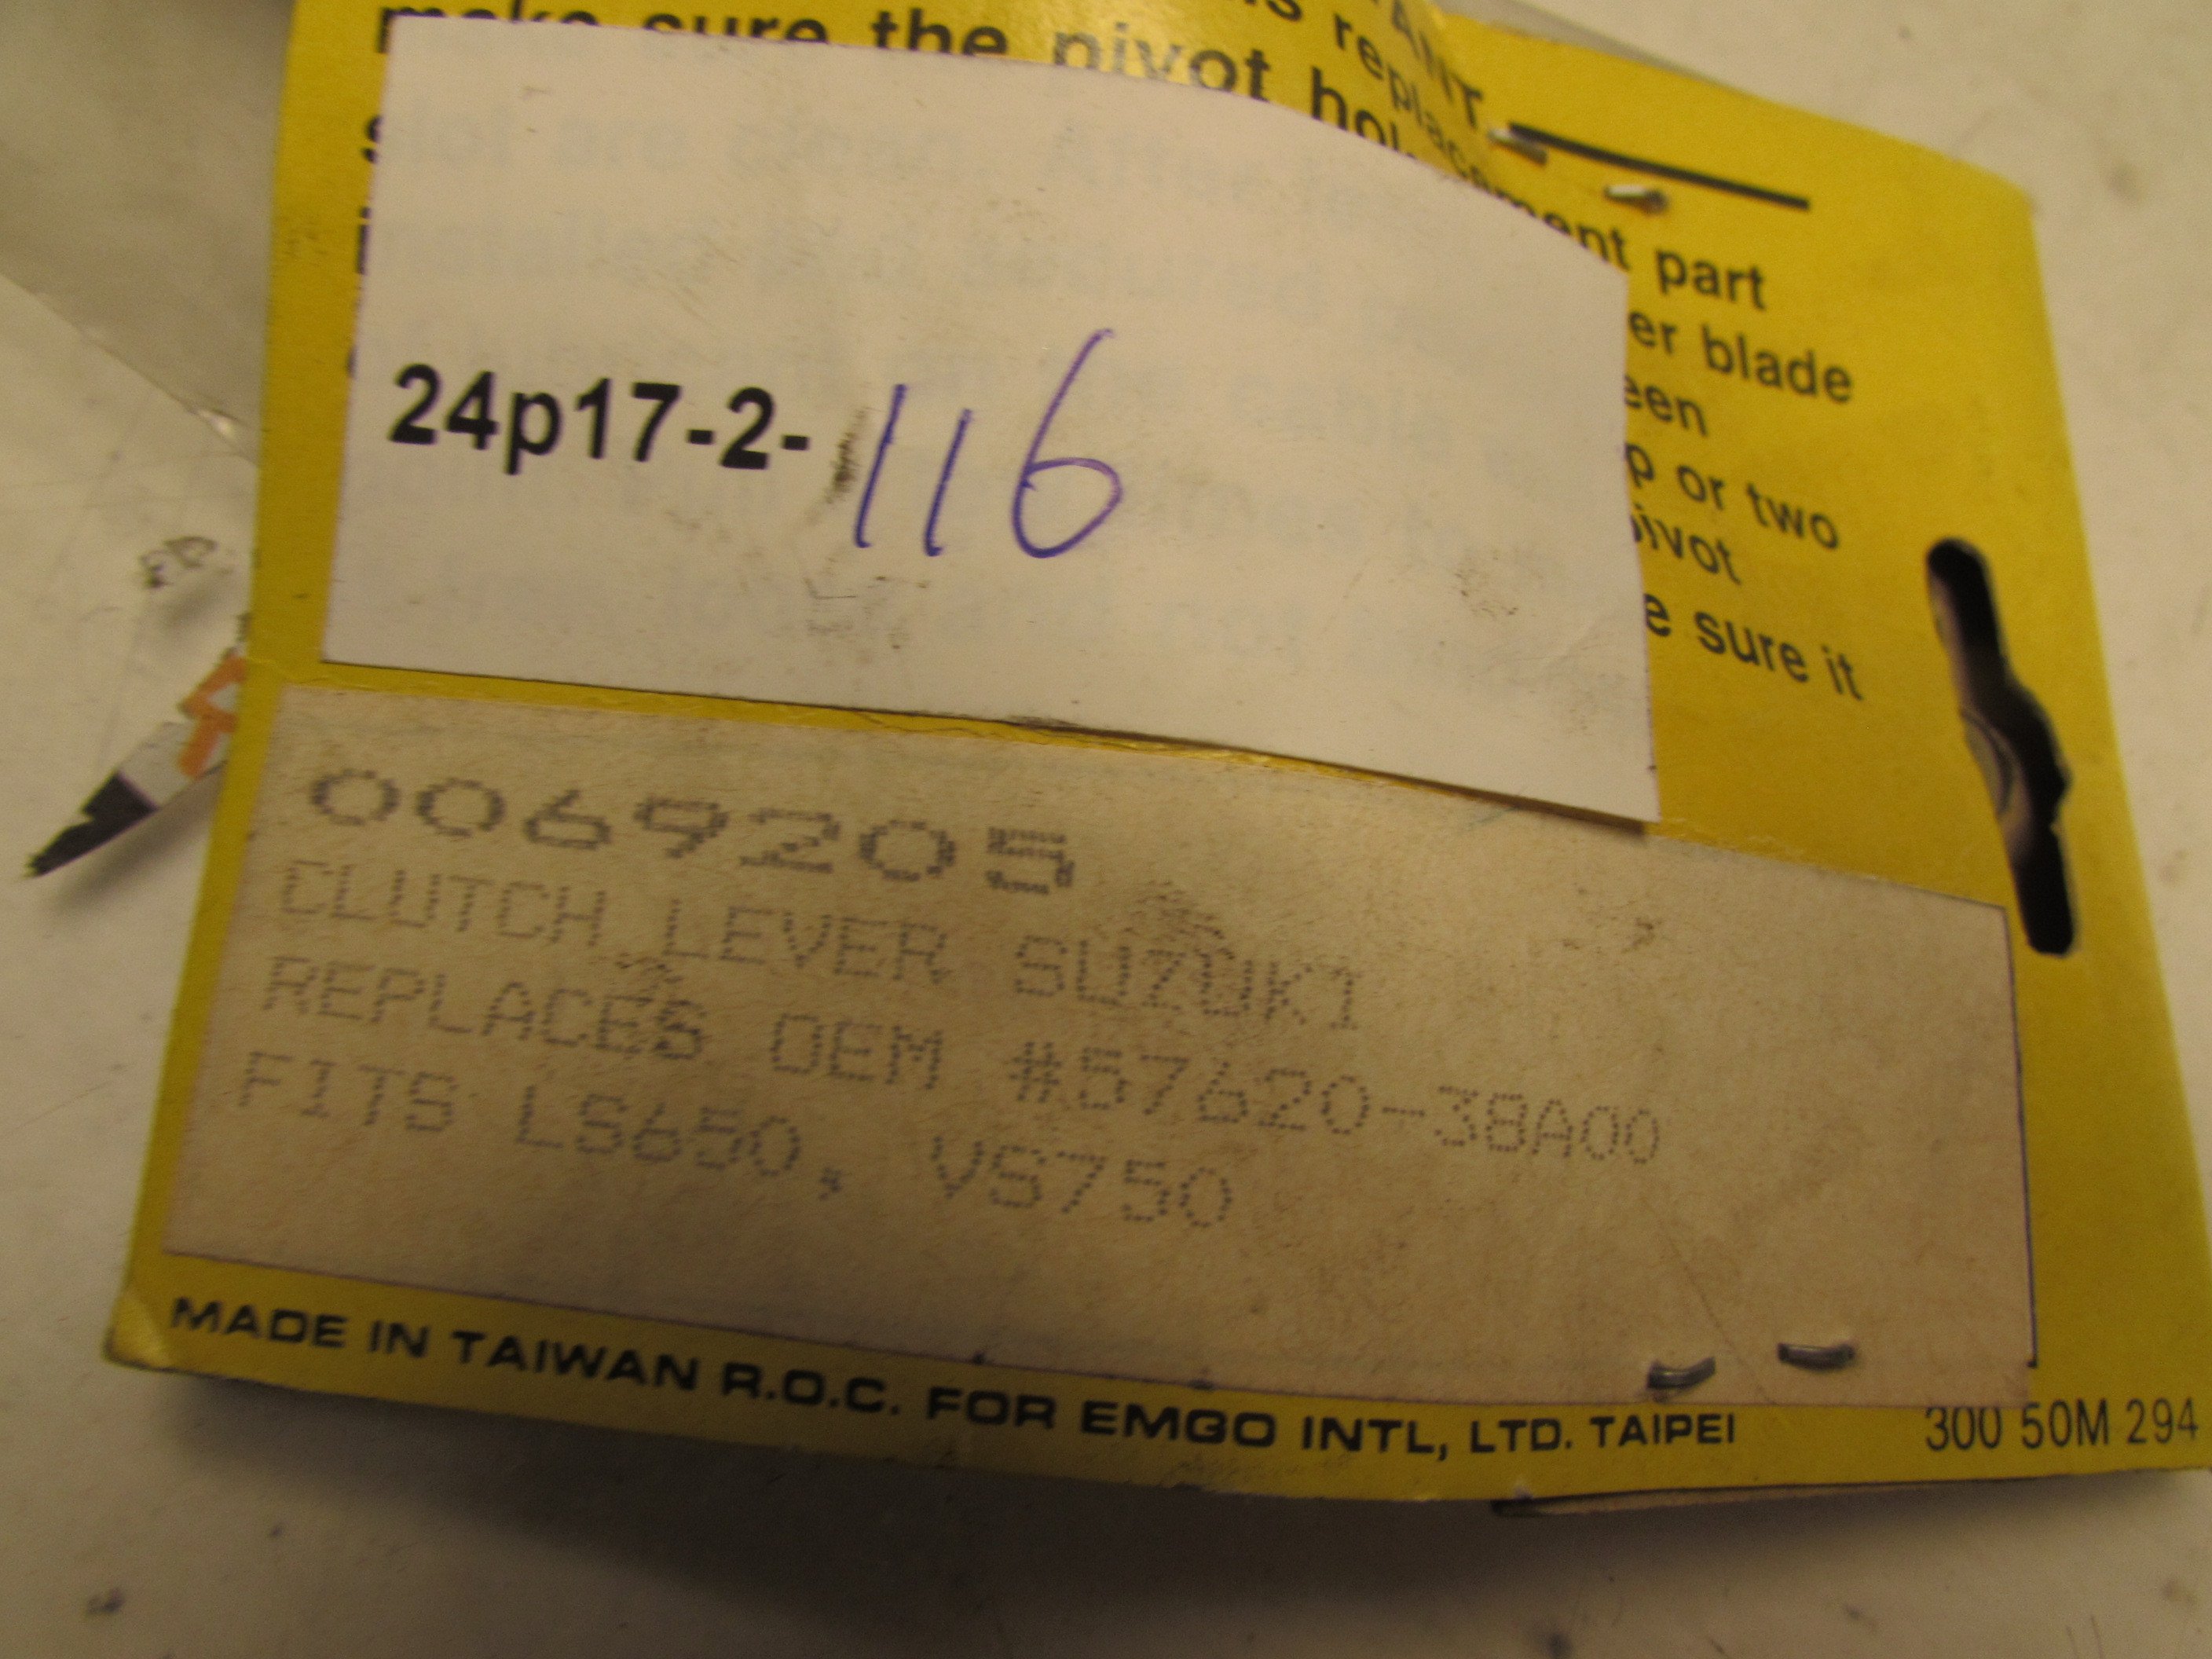 make sure the pivot
replacement part
er blade
or two
pivot
sure it
24p17-2-116
0069205
CLUTCH LEVER SUZUKI
REPLACES OEM #57620-38A00
FITS LS650, VS750
MADE IN TAIWAN R.O.C. FOR EMGO INTL, LTD. TAIPEI
300 50M 294